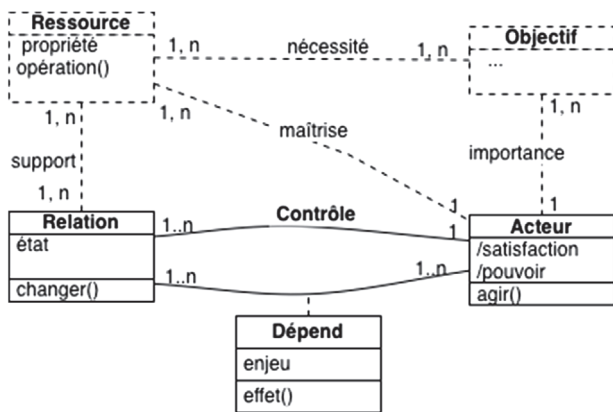 Ressource
propriété
opération()
1, n
nécessité
1, n
Objectif
...
1, n
1, n
maîtrise
1, n
support
importance
1, n
1
1
Relation
état
changer()
1..n
Contrôle
1
Acteur
/satisfaction
/pouvoir
agir()
1..n
1..n
Dépend
enjeu
effet()